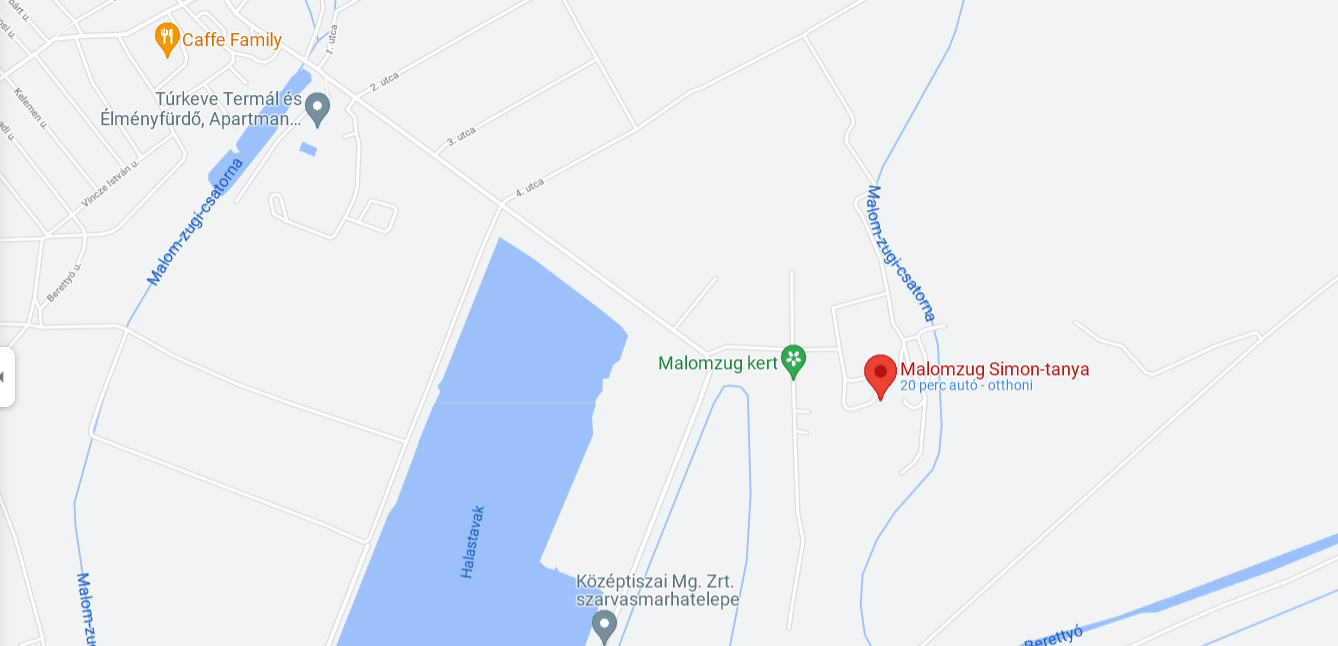 1. utca
Caffe Family
2. utca
Kelemen u.
Túrkeve Termál és
Élményfürdő, Apartman...
3. utca
Vincze István u.
4. utca
Malom-zugi-csatorna
Malom-zugi-csatorna
Berettyó u.
Malomzug kert
Malomzug Simon-tanya
20 perc autó - otthoni
Halastavak
Középtiszai Mg. Zrt.
szarvasmarhatelepe
Malom-zu
Berettyó